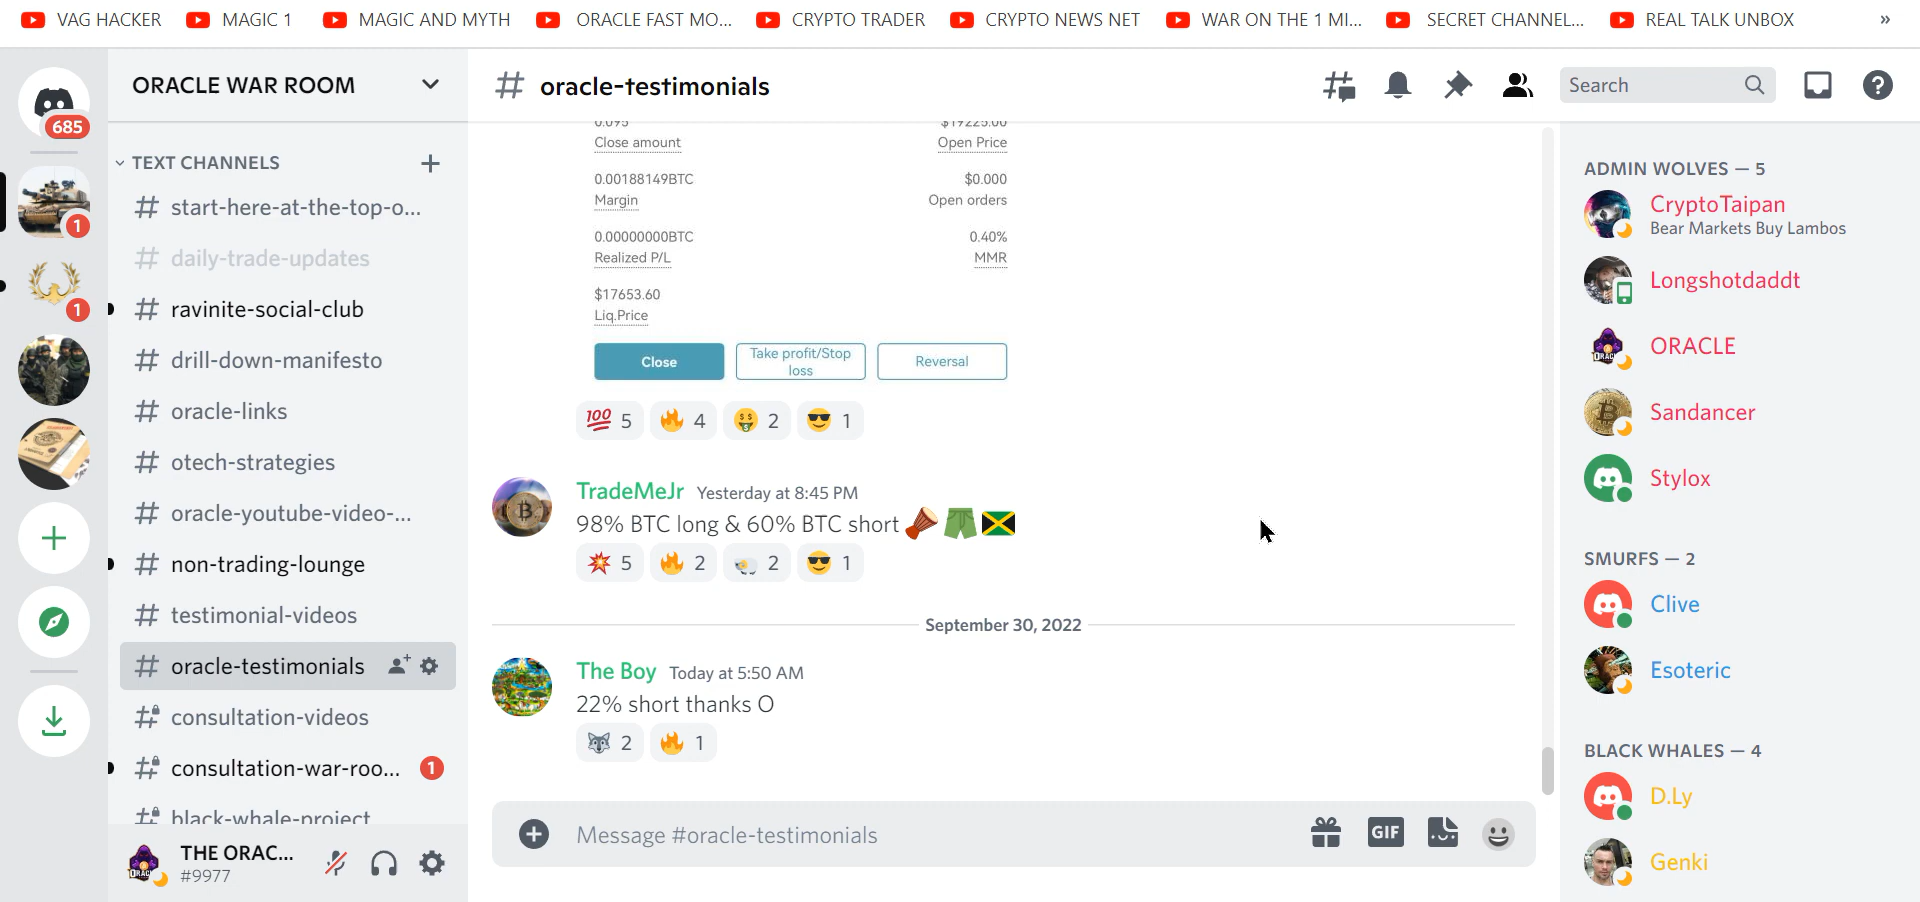 VAG HACKER
MAGIC 1
MAGIC AND MYTH
ORACLE FAST MO...
CRYPTO TRADER
CRYPTO NEWS NET
WAR ON THE 1 MI...
SECRET CHANNEL...
REAL TALK UNBOX
»
685
1
1
ORACLE WAR ROOM
TEXT CHANNELS
# start-here-at-the-top-o...
# daily-trade-updates
# ravinite-social-club
# drill-down-manifesto
# oracle-links
# otech-strategies
# oracle-youtube-video-...
# non-trading-lounge
# testimonial-videos
# oracle-testimonials
# consultation-videos
# consultation-war-roo... 1
# black-whale-project
THE ORAC...
#9977
# oracle-testimonials
Search
0.095 $19225.00
Close amount Open Price
0.00188149BTC $0.000
Margin Open orders
0.00000000BTC 0.40%
Realized P/L MMR
$17653.60
Liq.Price
Close
Take profit/Stop
loss
Reversal
💯 5 🔥 4 🤑 2 😎 1
TradeMeJr Yesterday at 8:45 PM
98% BTC long & 60% BTC short 🪘🩳🇯🇲
💥 5 🔥 2 🐑 2 😎 1
September 30, 2022
The Boy Today at 5:50 AM
22% short thanks O
🐺 2 🔥 1
Message #oracle-testimonials
GIF
ADMIN WOLVES — 5
CryptoTaipan
Bear Markets Buy Lambos
Longshotdaddt
ORACLE
Sandancer
Stylox
SMURFS — 2
Clive
Esoteric
BLACK WHALES — 4
D.Ly
Genki